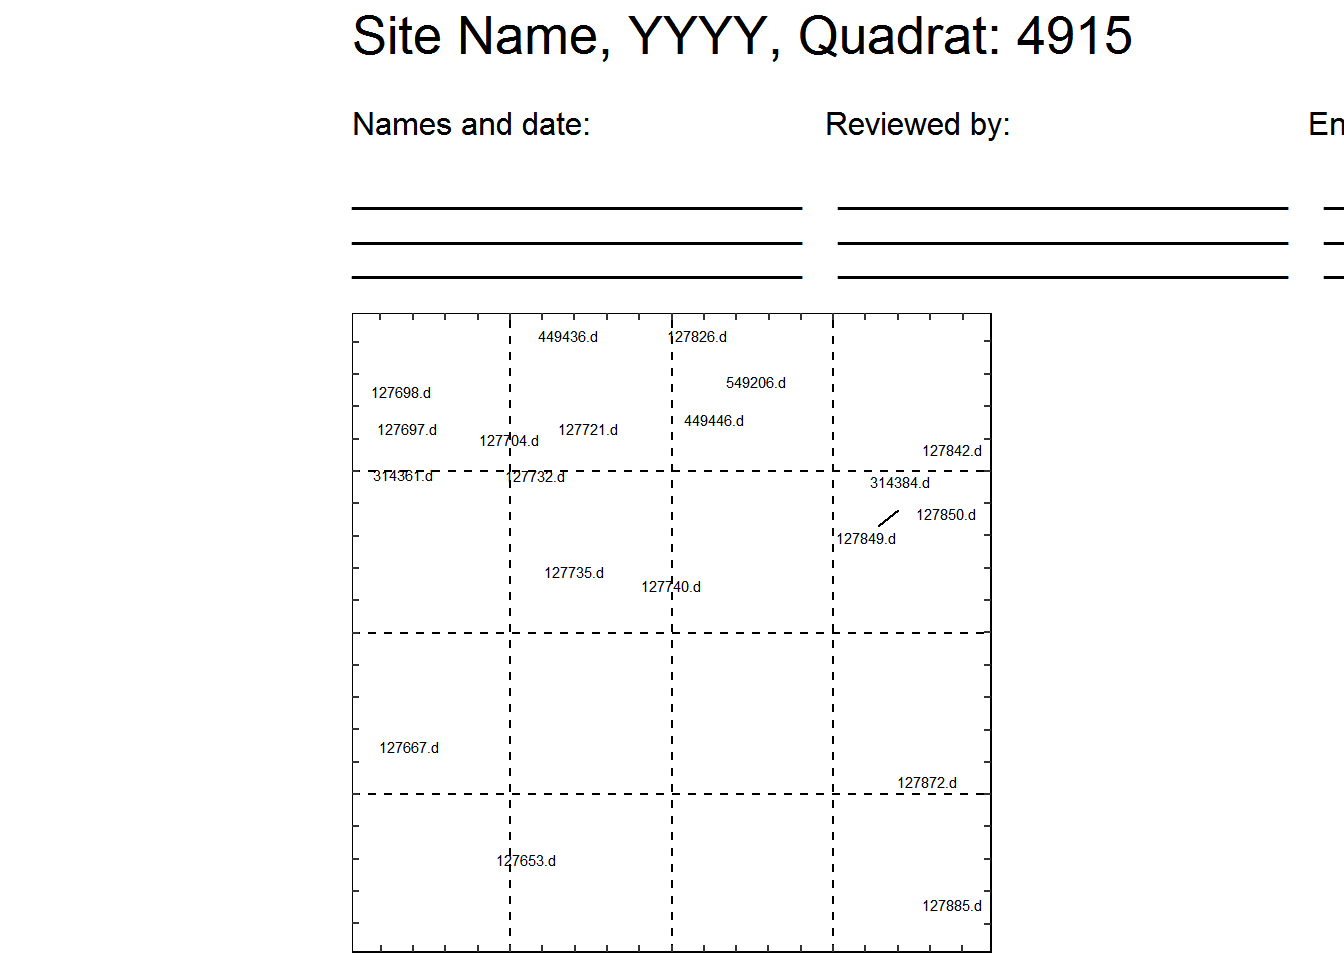 Site Name, YYYY, Quadrat: 4915
Names and date: Reviewed by: En
449436.d 127826.d
549206.d
127698.d
449446.d
127697.d 127721.d
127704.d
127842.d
314361.d 127732.d
314384.d
127850.d
127849.d
127735.d
127740.d
127667.d
127872.d
127653.d
127885.d